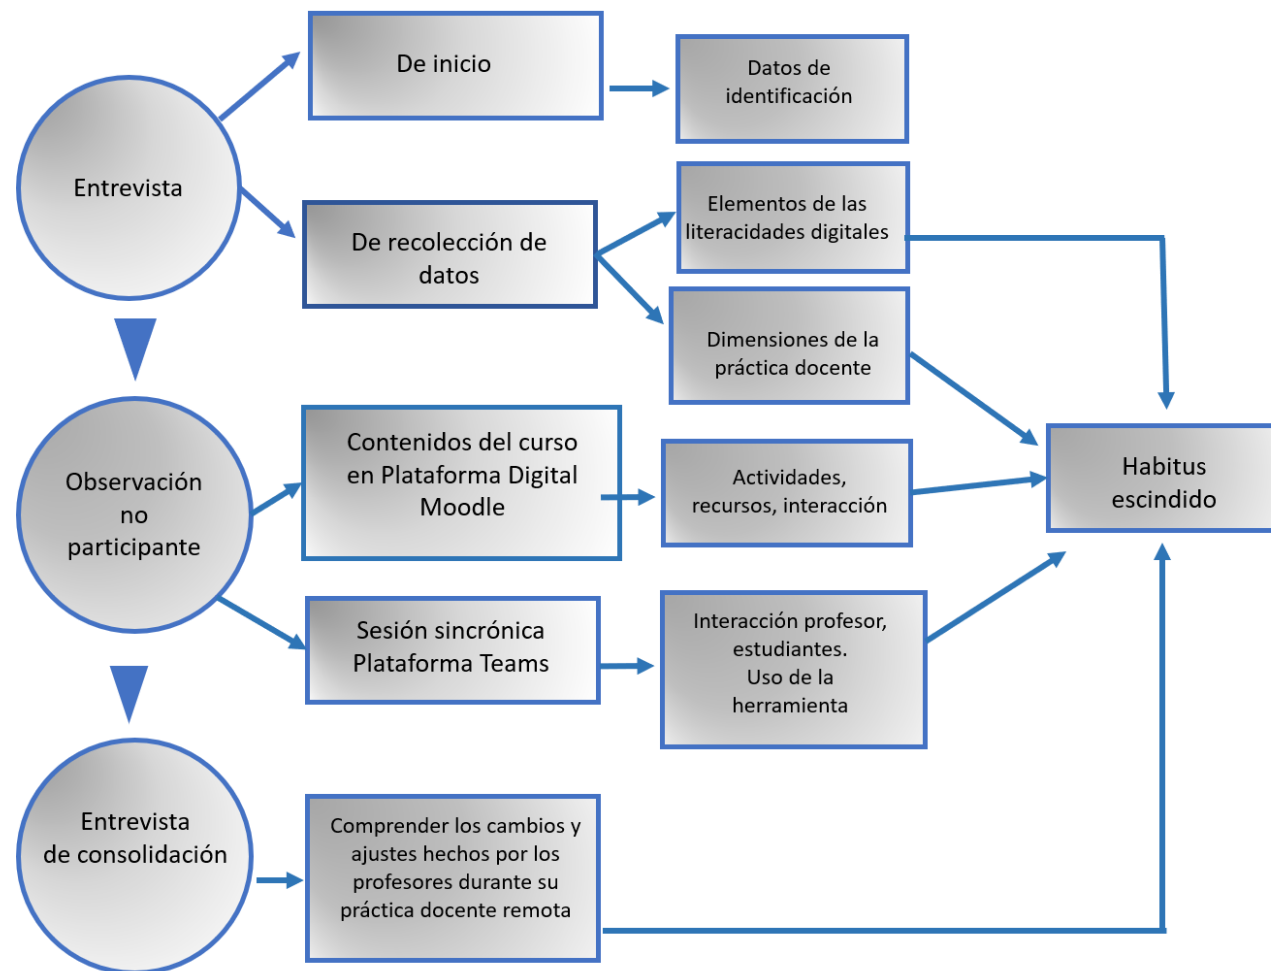 De inicio
Datos de
identificación
Entrevista
Elementos de las
literacidades digitales
De recolección de
datos
Dimensiones de la
práctica docente
Observación
no
participante
Contenidos del curso
en Plataforma Digital
Moodle
Actividades,
recursos, interacción
Habitus
escindido
Sesión sincrónica
Plataforma Teams
Interacción profesor,
estudiantes.
Uso de la
herramienta
Entrevista
de consolidación
Comprender los cambios y
ajustes hechos por los
profesores durante su
práctica docente remota